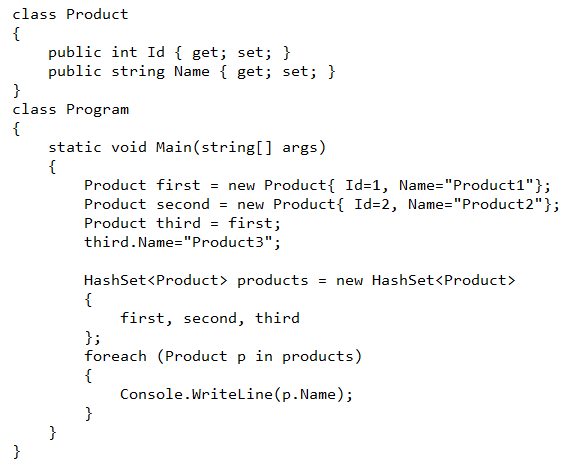 class Product
{
    public int Id { get; set; }
    public string Name { get; set; }
}
class Program
{
    static void Main(string[] args)
    {
        Product first = new Product{ Id=1, Name="Product1"};
        Product second = new Product{ Id=2, Name="Product2"};
        Product third = first;
        third.Name="Product3";

        HashSet<Product> products = new HashSet<Product>
        {
            first, second, third
        };
        foreach (Product p in products)
        {
            Console.WriteLine(p.Name);
        }
    }
}